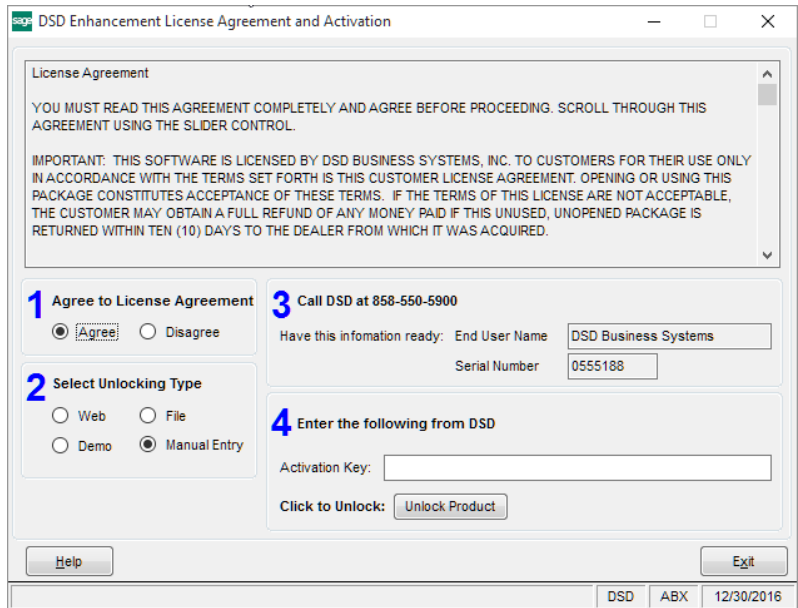 sage DSD Enhancement License Agreement and Activation
License Agreement
YOU MUST READ THIS AGREEMENT COMPLETELY AND AGREE BEFORE PROCEEDING. SCROLL THROUGH THIS
AGREEMENT USING THE SLIDER CONTROL.
IMPORTANT: THIS SOFTWARE IS LICENSED BY DSD BUSINESS SYSTEMS, INC. TO CUSTOMERS FOR THEIR USE ONLY
IN ACCORDANCE WITH THE TERMS SET FORTH IS THIS CUSTOMER LICENSE AGREEMENT. OPENING OR USING THIS
PACKAGE CONSTITUTES ACCEPTANCE OF THESE TERMS. IF THE TERMS OF THIS LICENSE ARE NOT ACCEPTABLE,
THE CUSTOMER MAY OBTAIN A FULL REFUND OF ANY MONEY PAID IF THIS UNUSED, UNOPENED PACKAGE IS
RETURNED WITHIN TEN (10) DAYS TO THE DEALER FROM WHICH IT WAS ACQUIRED.
1 Agree to License Agreement
Agree Disagree
2 Select Unlocking Type
Web File
Demo Manual Entry
3 Call DSD at 858-550-5900
Have this infomation ready: End User Name DSD Business Systems
Serial Number 0555188
4 Enter the following from DSD
Activation Key:
Click to Unlock: Unlock Product
Help Exit
DSD ABX 12/30/2016